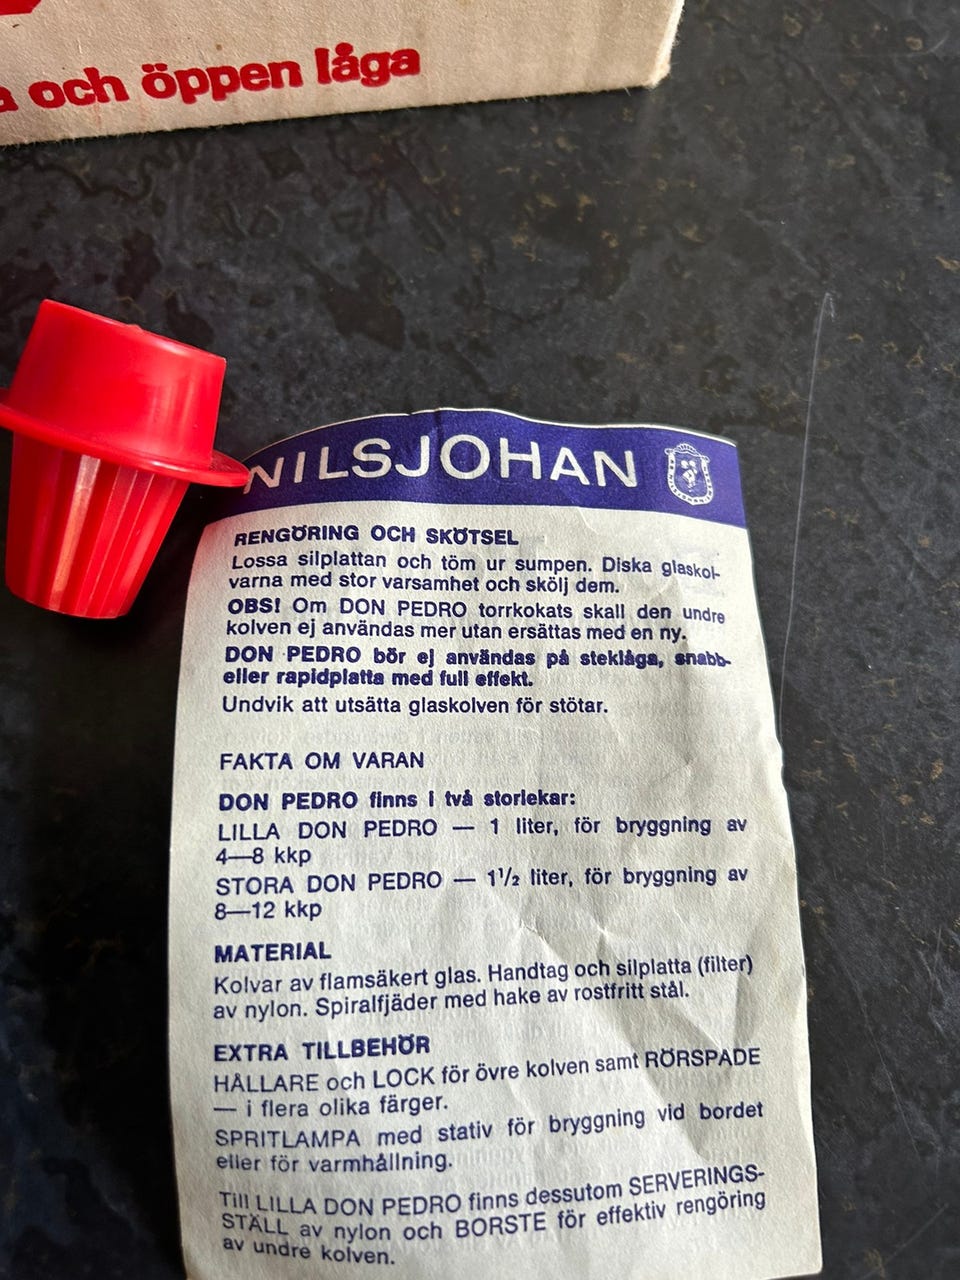 a och öppen låga
NILSJOHAN
RENGÖRING OCH SKÖTSEL
Lossa silplattan och töm ur sumpen. Diska glaskol-
varna med stor varsamhet och skölj dem.
OBS! Om DON PEDRO torrkokats skall den undre
kolven ej användas mer utan ersättas med en ny.
DON PEDRO bör ej användas på steklåga, snabb-
eller rapidplatta med full effekt.
Undvik att utsätta glaskolven för stötar.
FAKTA OM VARAN
DON PEDRO finns i två storlekar:
LILLA DON PEDRO — 1 liter, för bryggning av
4—8 kkp
STORA DON PEDRO — 1¹/₂ liter, för bryggning av
8—12 kkp
MATERIAL
Kolvar av flamsäkert glas. Handtag och silplatta (filter)
av nylon. Spiralfjäder med hake av rostfritt stål.
EXTRA TILLBEHÖR
HÅLLARE och LOCK för övre kolven samt RÖRSPADE
— i flera olika färger.
SPRITLAMPA med stativ för bryggning vid bordet
eller för varmhållning.
Till LILLA DON PEDRO finns dessutom SERVERINGS-
STÄLL av nylon och BORSTE för effektiv rengöring
av undre kolven.